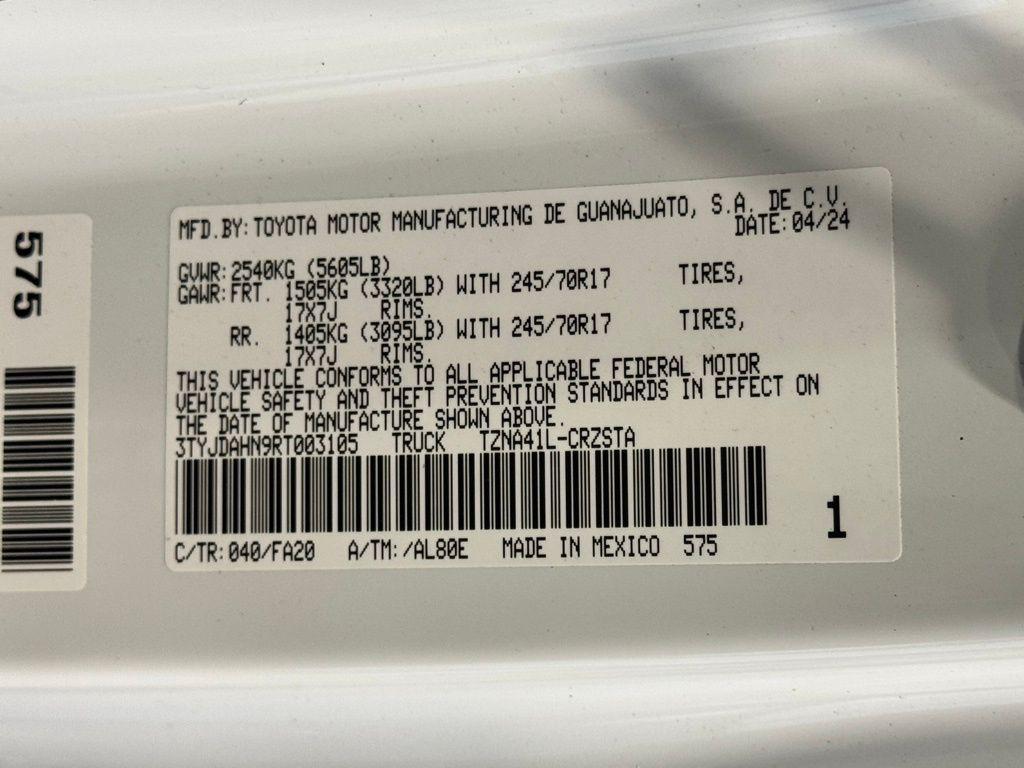 575
MFD.BY:TOYOTA MOTOR MANUFACTURING DE GUANAJUATO, S.A. DE C.V.
DATE:04/24
GVWR:2540KG (5605LB)
GAWR:FRT. 1505KG (3320LB) WITH 245/70R17 TIRES,
17X7J RIMS.
RR. 1405KG (3095LB) WITH 245/70R17 TIRES,
17X7J RIMS.
THIS VEHICLE CONFORMS TO ALL APPLICABLE FEDERAL MOTOR
VEHICLE SAFETY AND THEFT PREVENTION STANDARDS IN EFFECT ON
THE DATE OF MANUFACTURE SHOWN ABOVE.
3TYJDAHN9RT003105 TRUCK TZNA41L-CRZSTA
1
C/TR:040/FA20 A/TM:/AL80E MADE IN MEXICO 575